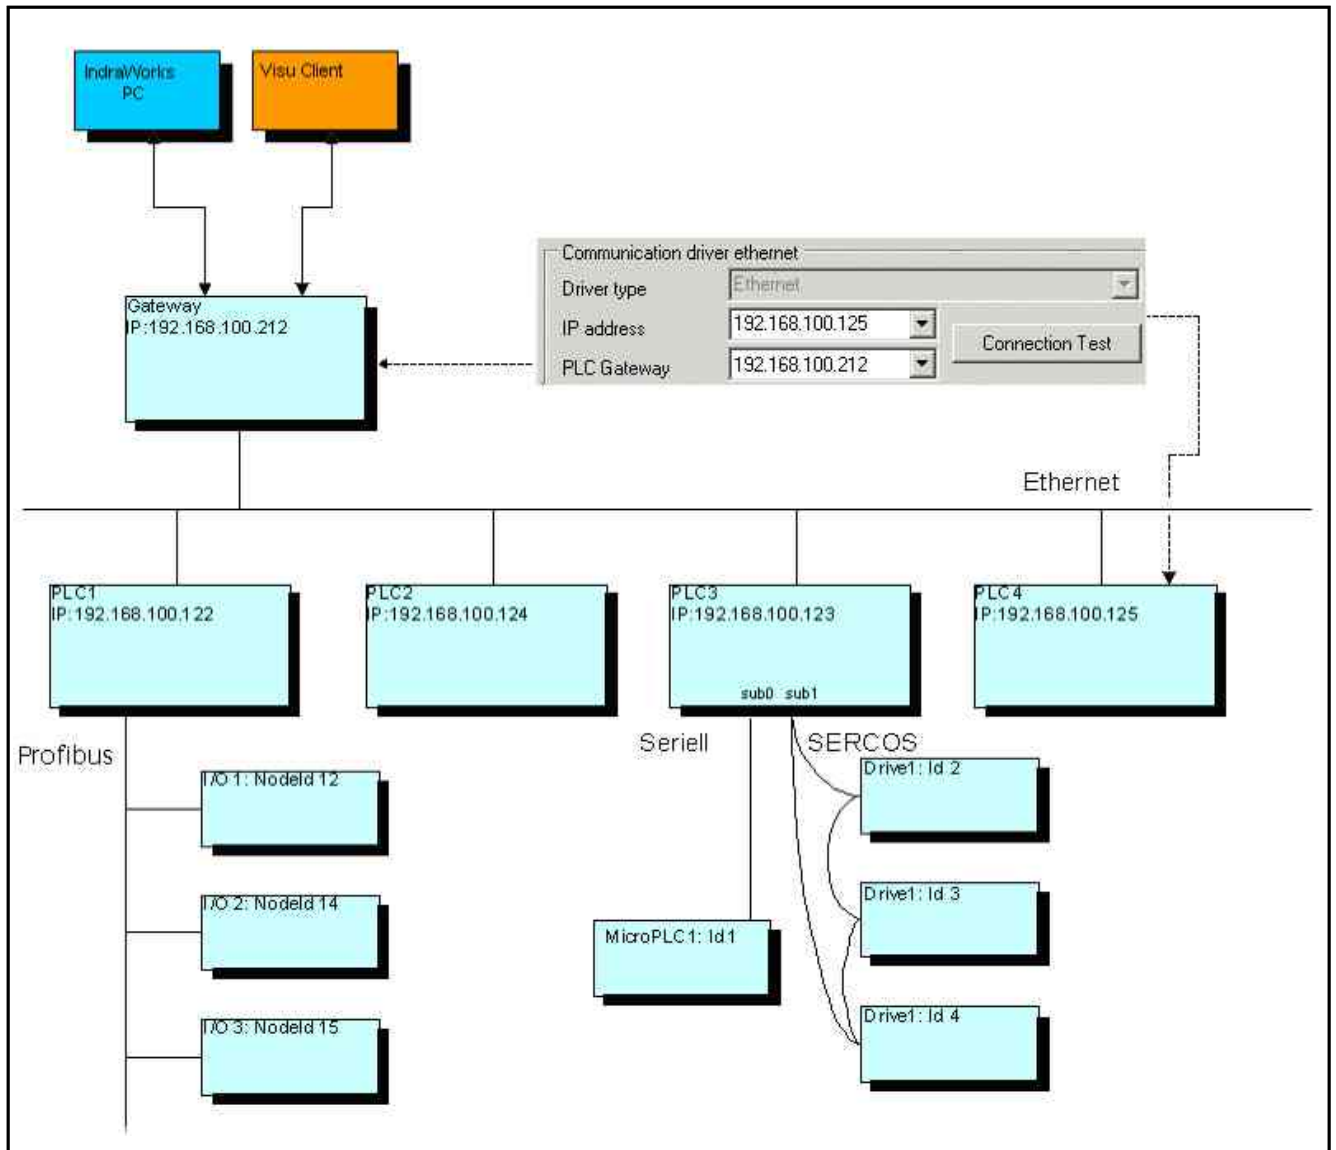 IndraWorks
PC
Visu Client
Gateway
IP:192.168.100.212
Communication driver ethernet
Driver type
Ethernet
IP address
192.168.100.125
Connection Test
PLC Gateway
192.168.100.212
Ethernet
PLC1
IP:192.168.100.122
PLC2
IP:192.168.100.124
PLC3
IP:192.168.100.123
sub0 sub1
PLC4
IP:192.168.100.125
Profibus
Seriell
SERCOS
I/O 1: NodeId 12
I/O 2: NodeId 14
I/O 3: NodeId 15
MicroPLC1: Id1
Drive1: Id 2
Drive1: Id 3
Drive1: Id 4